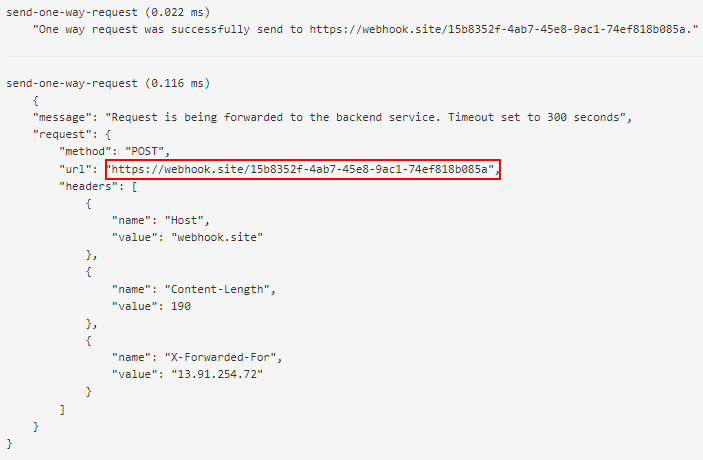 send-one-way-request (0.022 ms)
"One way request was successfully send to https://webhook.site/15b8352f-4ab7-45e8-9ac1-74ef818b085a."
send-one-way-request (0.116 ms)
{
"message": "Request is being forwarded to the backend service. Timeout set to 300 seconds",
"request": {
"method": "POST",
"url": "https://webhook.site/15b8352f-4ab7-45e8-9ac1-74ef818b085a",
"headers": [
{
"name": "Host",
"value": "webhook.site"
},
{
"name": "Content-Length",
"value": 190
},
{
"name": "X-Forwarded-For",
"value": "13.91.254.72"
}
]
}
}